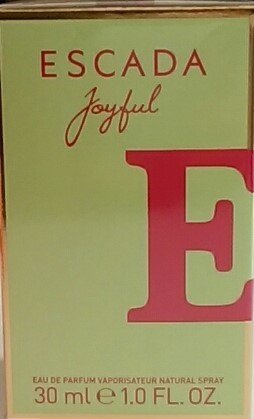 ESCADA
Joyful
E
EAU DE PARFUM VAPORISATEUR NATURAL SPRAY
30 ml ℮ 1.0 FL. OZ.